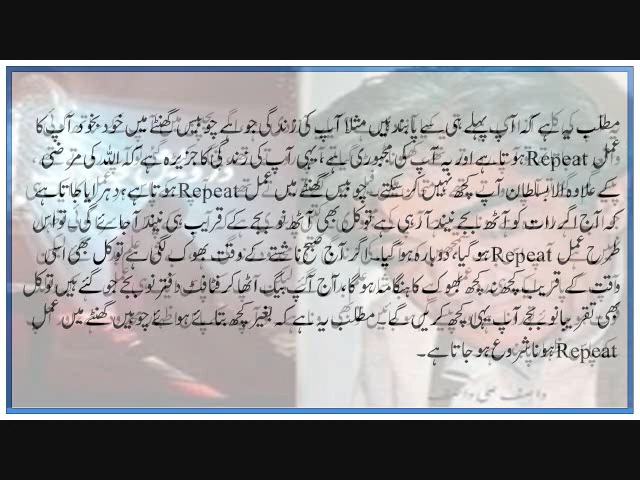 مطلب یہ ہے کہ آپ پہلے ہی سے پابند ہیں مثلاً آپ کی زندگی جو ہے چوبیس گھنٹے میں خود بخود آپ کا
عمل Repeat ہوتا ہے اور یہ آپ کی مجبوری ہے، یہی آپ کی زندگی کا جزیرہ ہے کہ اللہ کی مرضی،
کے علاوہ الا بسلطان آپ کچھ نہیں کر سکتے۔ چوبیس گھنٹے میں عمل Repeat ہوتا ہے، دہرایا جاتا ہے
کہ آج اگر رات کو آٹھ بجے نیند آ رہی ہے تو کل بھی آٹھ نو بجے کے قریب ہی نیند آ جائے گی تو اس
طرح عمل Repeat ہو گیا، دوبارہ ہو گیا۔ اگر آج صبح ناشتے کے وقت بھوک لگی ہے تو کل بھی اسی
وقت کے قریب کچھ نہ کچھ بھوک کا ہنگامہ ہو گا، آج آپ بیگ اٹھا کر فٹافٹ دفتر نو بجے جو گئے ہیں تو کل
بھی تقریباً نو بجے آپ یہی کچھ کریں گے۔ مطلب یہ ہے کہ بغیر کچھ بتائے ہوئے چوبیس گھنٹے میں عمل
Repeat ہونا شروع ہو جاتا ہے۔
واصف علی واصف